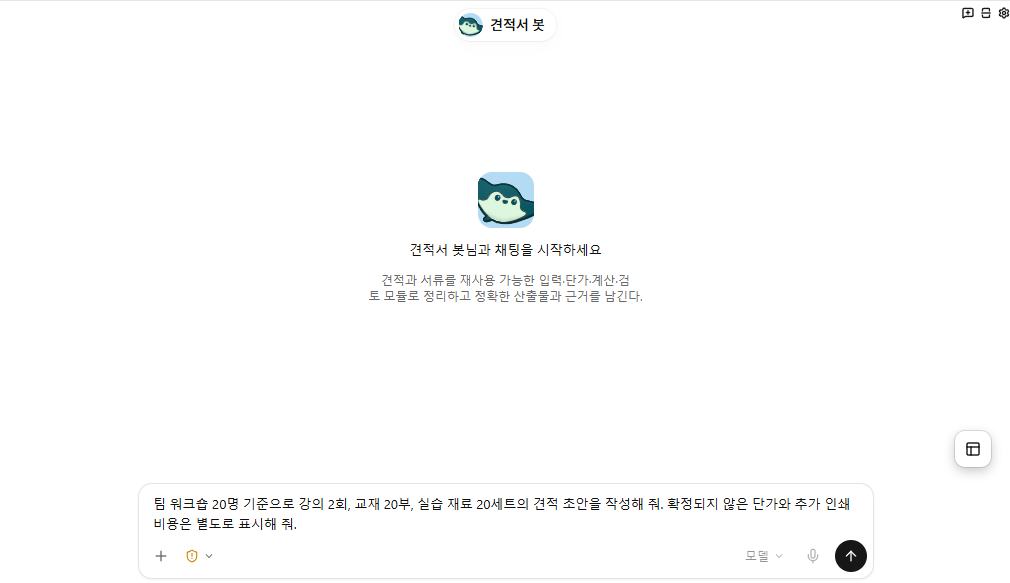 견적서 봇
견적서 봇님과 채팅을 시작하세요
견적과 서류를 재사용 가능한 입력·단가·계산·검
토 모듈로 정리하고 정확한 산출물과 근거를 남긴다.
팀 워크숍 20명 기준으로 강의 2회, 교재 20부, 실습 재료 20세트의 견적 초안을 작성해 줘. 확정되지 않은 단가와 추가 인쇄
비용은 별도로 표시해 줘.
모델